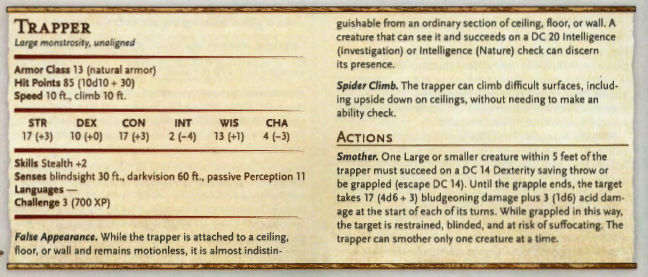 TRAPPER
Large monstrosity, unaligned
Armor Class 13 (natural armor)
Hit Points 85 (10d10 + 30)
Speed 10 ft., climb 10 ft.
STR DEX CON INT WIS CHA
17 (+3) 10 (+0) 17 (+3) 2 (−4) 13 (+1) 4 (−3)
Skills Stealth +2
Senses blindsight 30 ft., darkvision 60 ft., passive Perception 11
Languages —
Challenge 3 (700 XP)
False Appearance. While the trapper is attached to a ceiling,
floor, or wall and remains motionless, it is almost indistin-
guishable from an ordinary section of ceiling, floor, or wall. A
creature that can see it and succeeds on a DC 20 Intelligence
(Investigation) or Intelligence (Nature) check can discern
its presence.
Spider Climb. The trapper can climb difficult surfaces, includ-
ing upside down on ceilings, without needing to make an
ability check.
ACTIONS
Smother. One Large or smaller creature within 5 feet of the
trapper must succeed on a DC 14 Dexterity saving throw or
be grappled (escape DC 14). Until the grapple ends, the target
takes 17 (4d6 + 3) bludgeoning damage plus 3 (1d6) acid dam-
age at the start of each of its turns. While grappled in this way,
the target is restrained, blinded, and at risk of suffocating. The
trapper can smother only one creature at a time.